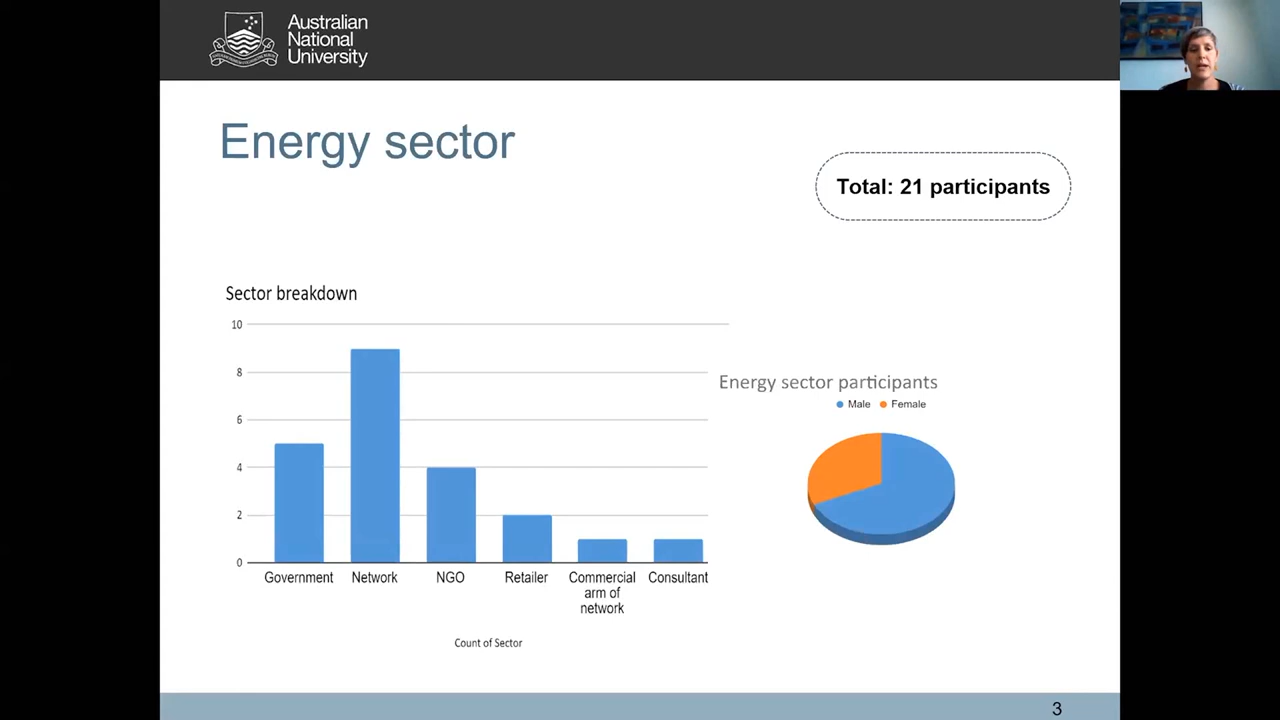 Australian
National
University
Energy sector
Total: 21 participants
Sector breakdown
10
8
6
4
2
0
Government Network NGO Retailer Commercial arm of network Consultant
Count of Sector
Energy sector participants
Male Female
3